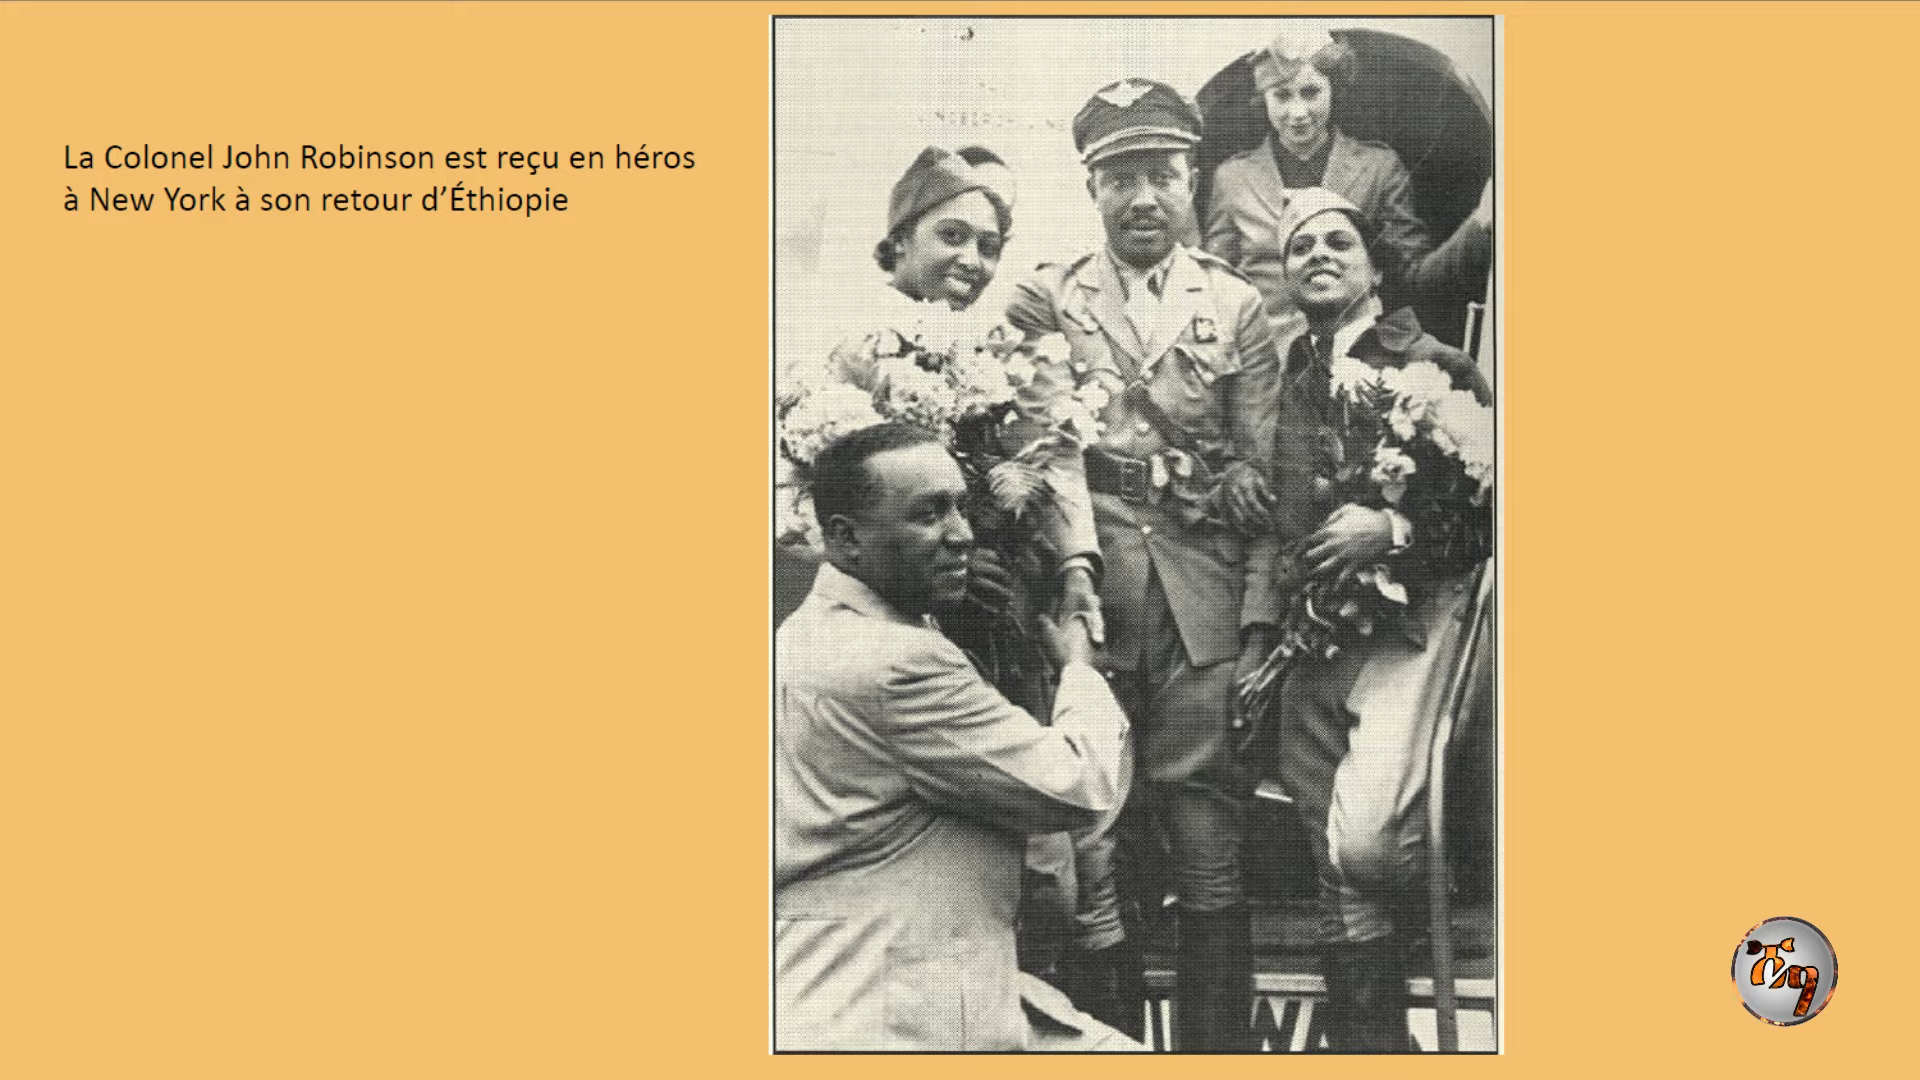 La Colonel John Robinson est reçu en héros
à New York à son retour d’Éthiopie